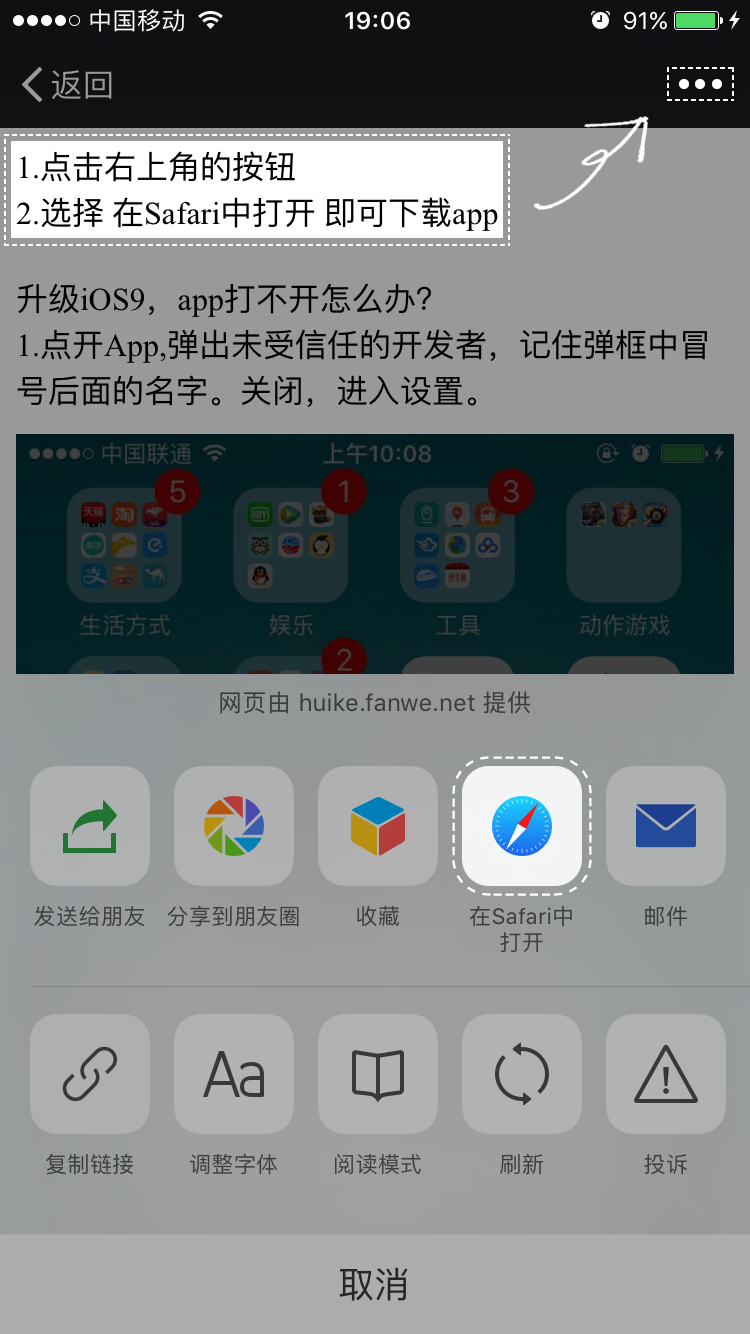 中国移动 19:06 91%
返回
1.点击右上角的按钮
2.选择 在Safari中打开 即可下载app
升级iOS9，app打不开怎么办？
1.点开App,弹出未受信任的开发者，记住弹框中冒
号后面的名字。关闭，进入设置。
中国联通 上午10:08
5 1 3
天猫 淘
支
生活方式 娱乐 工具 动作游戏
2
网页由 huike.fanwe.net 提供
发送给朋友 分享到朋友圈 收藏 在Safari中 邮件
打开
Aa
复制链接 调整字体 阅读模式 刷新 投诉
取消